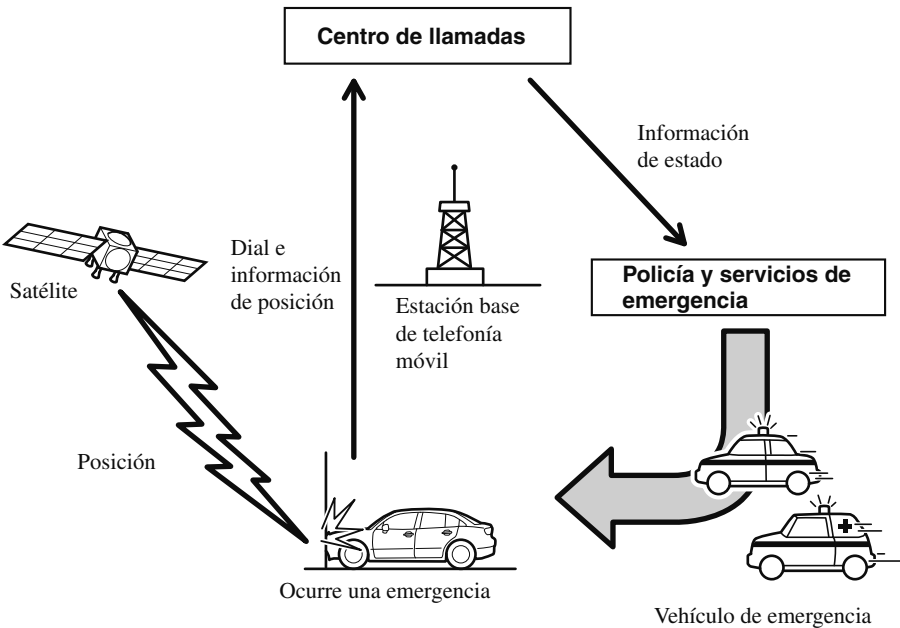 Centro de llamadas
Información
de estado
Dial e
información
de posición
Satélite
Estación base
de telefonía
móvil
Policía y servicios de
emergencia
Posición
Ocurre una emergencia
Vehículo de emergencia